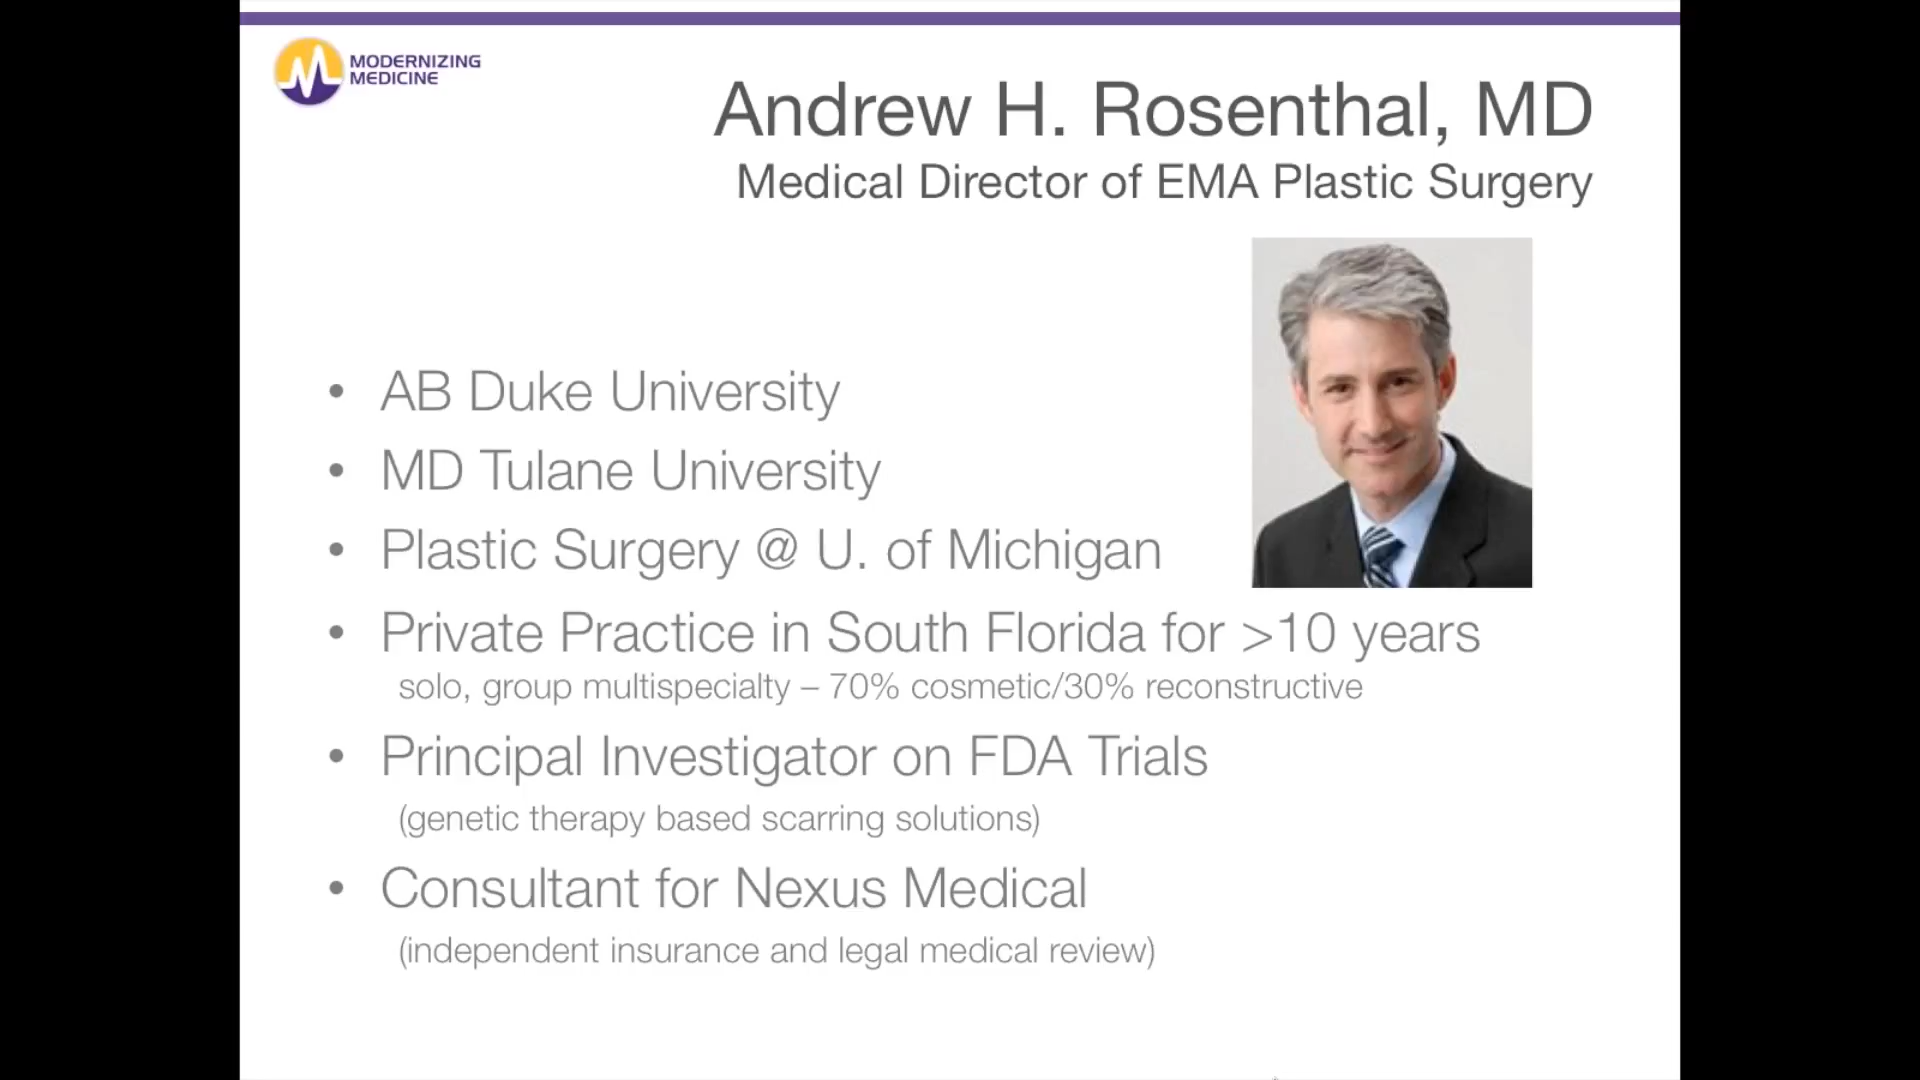 MODERNIZING
MEDICINE
Andrew H. Rosenthal, MD
Medical Director of EMA Plastic Surgery
• AB Duke University
• MD Tulane University
• Plastic Surgery @ U. of Michigan
• Private Practice in South Florida for >10 years
solo, group multispecialty – 70% cosmetic/30% reconstructive
• Principal Investigator on FDA Trials
(genetic therapy based scarring solutions)
• Consultant for Nexus Medical
(independent insurance and legal medical review)